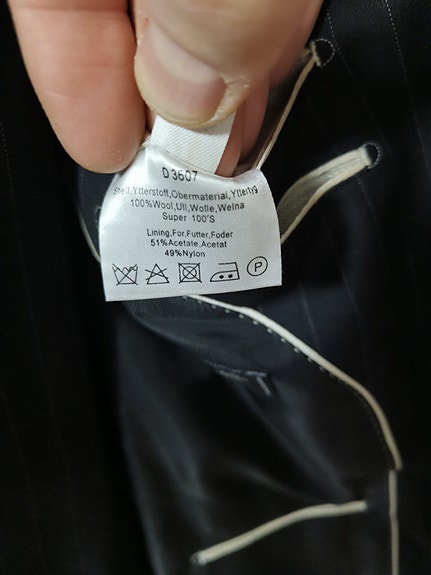 D3607
Shell,Ytterstoff,Obermaterial,Yttertyg
100%Wool,Ull,Wolle,Welna
Super 100'S
Lining,For,Futter,Foder
51%Acetate,Acetat
49%Nylon
P